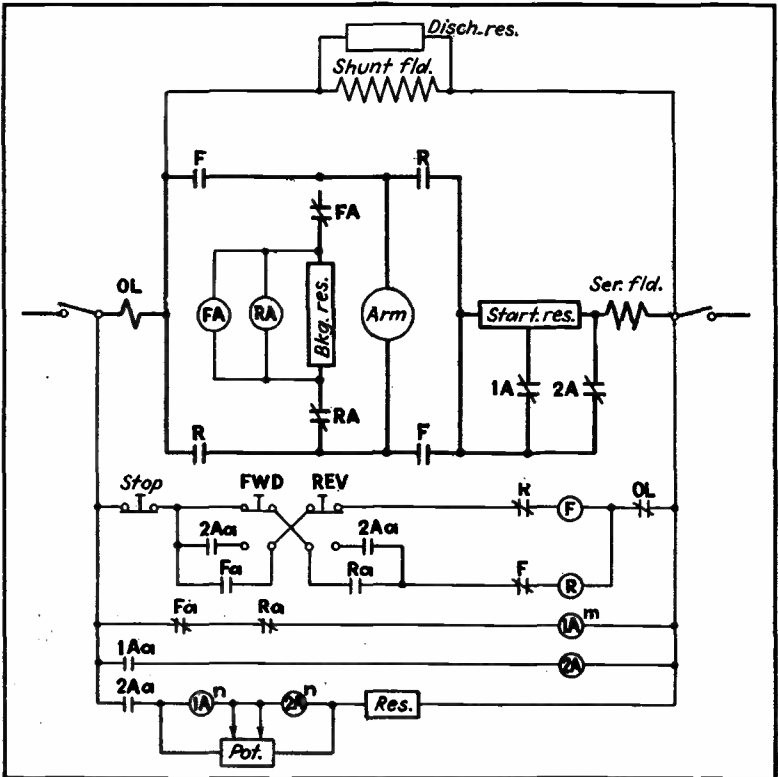 Disch. res.
Shunt fld.
F
R
FA
OL
FA
RA
Bkg. res.
Arm
Start. res.
Ser. fld.
1A
2A
RA
R
F
Stop
FWD
REV
R
F
OL
2Aa
2Aa
Fa
Ra
F
R
Fa
Ra
1A m
1Aa
2A
2Aa
1A n
2A n
Res.
Pot.